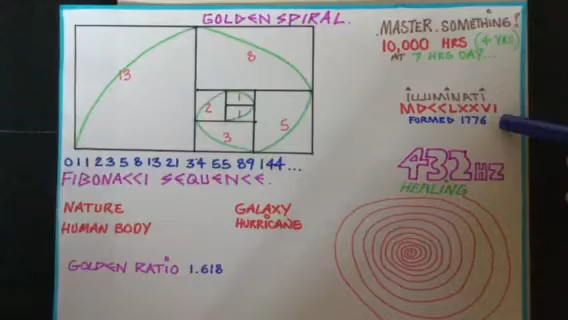 GOLDEN SPIRAL.
13
8
1
1
2
3
5
0 1 1 2 3 5 8 13 21 34 55 89 144...
FIBONACCI SEQUENCE.
NATURE
HUMAN BODY
GALAXY
HURRICANE
GOLDEN RATIO 1.618
.MASTER.SOMETHING!
10,000 HRS (4 YRS)
AT 7 HRS DAY...
ILLUMINATI
MDCCLXXVI
FORMED 1776
432HZ
HEALING